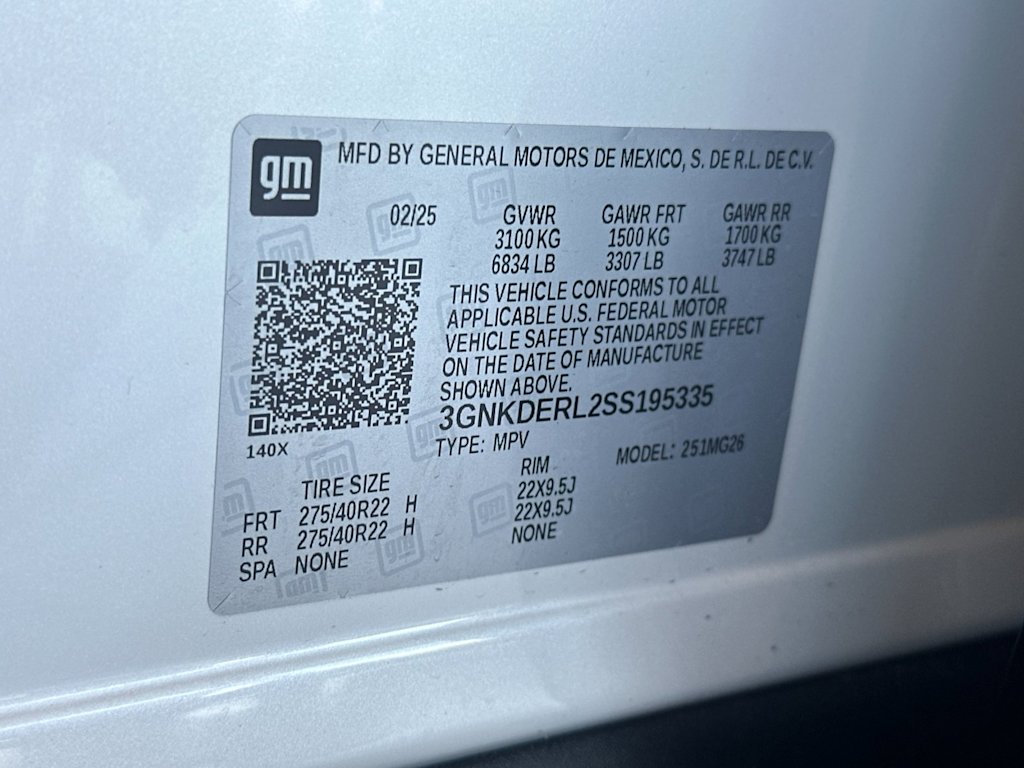 gm
MFD BY GENERAL MOTORS DE MEXICO, S. DE R.L. DE C.V.
02/25 GVWR GAWR FRT GAWR RR
3100 KG 1500 KG 1700 KG
6834 LB 3307 LB 3747 LB
THIS VEHICLE CONFORMS TO ALL
APPLICABLE U.S. FEDERAL MOTOR
VEHICLE SAFETY STANDARDS IN EFFECT
ON THE DATE OF MANUFACTURE
SHOWN ABOVE.
3GNKDERL2SS195335
140X
TYPE: MPV MODEL: 251MG26
TIRE SIZE RIM
FRT 275/40R22 H 22X9.5J
RR 275/40R22 H 22X9.5J
SPA NONE NONE